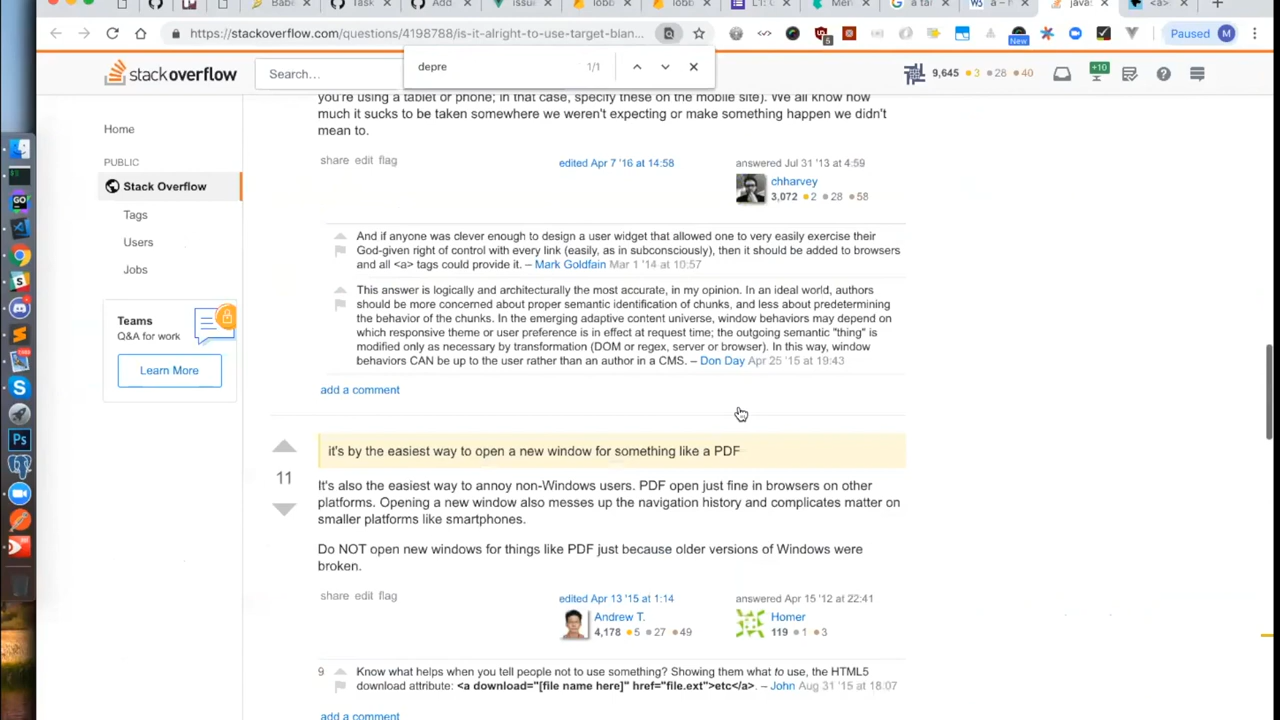 Babe
Task
Add
issu
lobb
lobb
L1: C
Men
a tar
a – h
java
<a>
https://stackoverflow.com/questions/4198788/is-it-alright-to-use-target-blan...
5
New
Paused
M
depre
1/1
stackoverflow
Search...
9,645 3 28 40
+10
you're using a tablet or phone; in that case, specify these on the mobile site). We all know how
much it sucks to be taken somewhere we weren't expecting or make something happen we didn't
mean to.
Home
PUBLIC
Stack Overflow
Tags
Users
Jobs
Teams
Q&A for work
Learn More
share edit flag
edited Apr 7 '16 at 14:58
answered Jul 31 '13 at 4:59
chharvey
3,072 2 28 58
And if anyone was clever enough to design a user widget that allowed one to very easily exercise their
God-given right of control with every link (easily, as in subconsciously), then it should be added to browsers
and all <a> tags could provide it. – Mark Goldfain Mar 1 '14 at 10:57
This answer is logically and architecturally the most accurate, in my opinion. In an ideal world, authors
should be more concerned about proper semantic identification of chunks, and less about predetermining
the behavior of the chunks. In the emerging adaptive content universe, window behaviors may depend on
which responsive theme or user preference is in effect at request time; the outgoing semantic "thing" is
modified only as necessary by transformation (DOM or regex, server or browser). In this way, window
behaviors CAN be up to the user rather than an author in a CMS. – Don Day Apr 25 '15 at 19:43
add a comment
11
it's by the easiest way to open a new window for something like a PDF
It's also the easiest way to annoy non-Windows users. PDF open just fine in browsers on other
platforms. Opening a new window also messes up the navigation history and complicates matter on
smaller platforms like smartphones.
Do NOT open new windows for things like PDF just because older versions of Windows were
broken.
share edit flag
edited Apr 13 '15 at 1:14
Andrew T.
4,178 5 27 49
answered Apr 15 '12 at 22:41
Homer
119 1 3
9
Know what helps when you tell people not to use something? Showing them what to use, the HTML5
download attribute: <a download="[file name here]" href="file.ext">etc</a>. – John Aug 31 '15 at 18:07
add a comment
GO
Ps